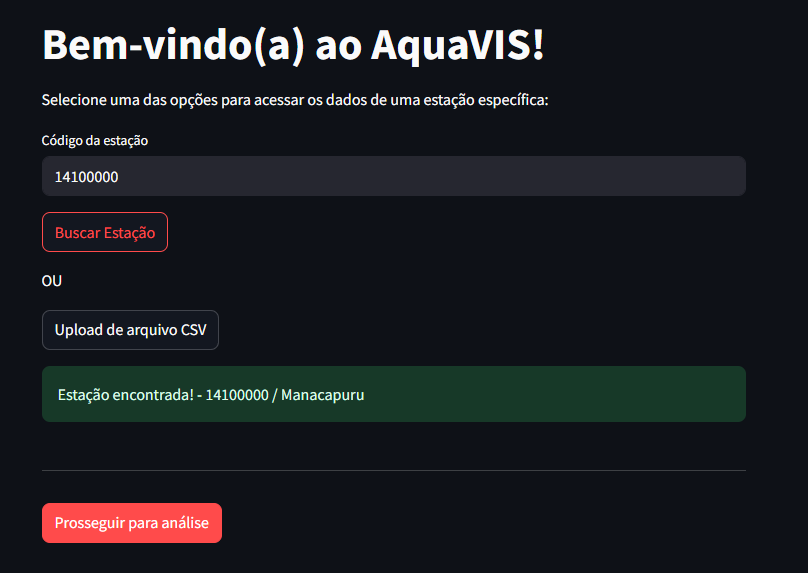 Bem-vindo(a) ao AquaVIS!
Selecione uma das opções para acessar os dados de uma estação específica:
Código da estação
14100000
Buscar Estação
OU
Upload de arquivo CSV
Estação encontrada! - 14100000 / Manacapuru
Prosseguir para análise